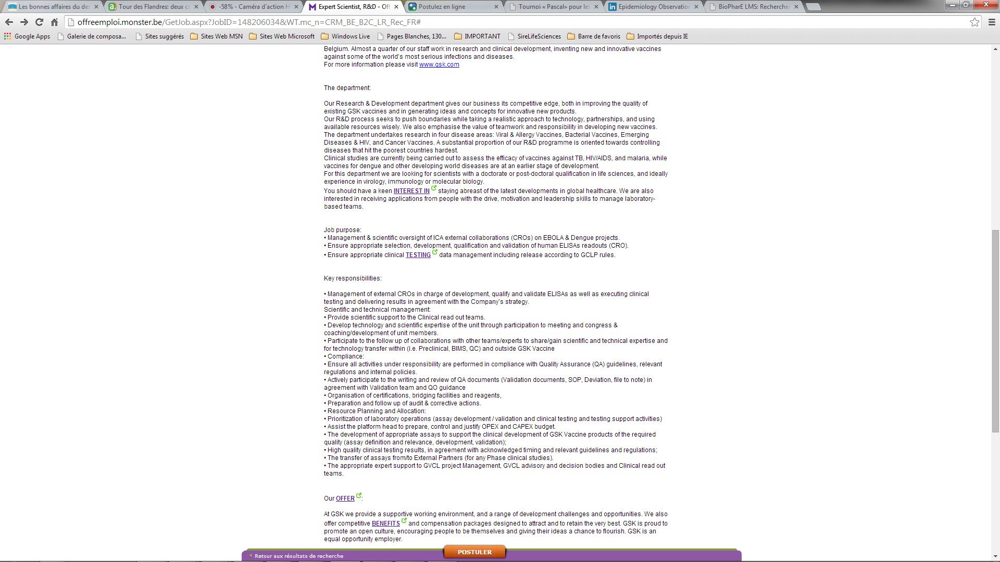 Les bonnes affaires du des
Tour des Flandres: deux co
-58% - Caméra d´action H
Expert Scientist, R&D - Off
Postulez en ligne
Tournoi « Pascal» pour les
Epidemiology Observation
BioPharE LMS: Recherche
offreemploi.monster.be/GetJob.aspx?JobID=148206034&WT.mc_n=CRM_BE_B2C_LR_Rec_FR#
Google Apps
Galerie de composa...
Sites suggérés
Sites Web MSN
Sites Web Microsoft
Windows Live
Pages Blanches, 130...
IMPORTANT
SireLifeSciences
Barre de favoris
Importés depuis IE
Belgium. Almost a quarter of our staff work in research and clinical development, inventing new and innovative vaccines
against some of the world's most serious infections and diseases.
For more information please visit www.gsk.com
The department:
Our Research & Development department gives our business its competitive edge, both in improving the quality of
existing GSK vaccines and in generating ideas and concepts for innovative new products.
Our R&D process seeks to push boundaries while taking a realistic approach to technology, partnerships, and using
available resources wisely. We also emphasise the value of teamwork and responsibility in developing new vaccines.
The department undertakes research in four disease areas: Viral & Allergy Vaccines, Bacterial Vaccines, Emerging
Diseases & HIV, and Cancer Vaccines. A substantial proportion of our R&D programme is oriented towards controlling
diseases that hit the poorest countries hardest.
Clinical studies are currently being carried out to assess the efficacy of vaccines against TB, HIV/AIDS, and malaria, while
vaccines for dengue and other developing world diseases are at an earlier stage of development.
For this department we are looking for scientists with a doctorate or post-doctoral qualification in life sciences, and ideally
experience in virology, immunology or molecular biology.
You should have a keen INTEREST IN staying abreast of the latest developments in global healthcare. We are also
interested in receiving applications from people with the drive, motivation and leadership skills to manage laboratory-
based teams.
Job purpose:
• Management & scientific oversight of ICA external collaborations (CROs) on EBOLA & Dengue projects.
• Ensure appropriate selection, development, qualification and validation of human ELISAs readouts (CRO).
• Ensure appropriate clinical TESTING data management including release according to GCLP rules.
Key responsibilities:
• Management of external CROs in charge of development, qualify and validate ELISAs as well as executing clinical
testing and delivering results in agreement with the Company's strategy.
Scientific and technical management:
• Provide scientific support to the Clinical read out teams.
• Develop technology and scientific expertise of the unit through participation to meeting and congress &
coaching/development of unit members.
• Participate to the follow up of collaborations with other teams/experts to share/gain scientific and technical expertise and
for technology transfer within (i.e. Preclinical, BIMS, QC) and outside GSK Vaccine
• Compliance:
• Ensure all activities under responsibility are performed in compliance with Quality Assurance (QA) guidelines, relevant
regulations and internal policies.
• Actively participate to the writing and review of QA documents (Validation documents, SOP, Deviation, file to note) in
agreement with Validation team and QO guidance
• Organisation of certifications, bridging facilities and reagents,
• Preparation and follow up of audit & corrective actions.
• Resource Planning and Allocation:
• Prioritization of laboratory operations (assay development / validation and clinical testing and testing support activities)
• Assist the platform head to prepare, control and justify OPEX and CAPEX budget.
• The development of appropriate assays to support the clinical development of GSK Vaccine products of the required
quality (assay definition and relevance, development, validation);
• High quality clinical testing results, in agreement with acknowledged timing and relevant guidelines and regulations;
• The transfer of assays from/to External Partners (for any Phase clinical studies).
• The appropriate expert support to GVCL project Management, GVCL advisory and decision bodies and Clinical read out
teams.
Our OFFER :
At GSK we provide a supportive working environment, and a range of development challenges and opportunities. We also
offer competitive BENEFITS and compensation packages designed to attract and to retain the very best. GSK is proud to
promote an open culture, encouraging people to be themselves and giving their ideas a chance to flourish. GSK is an
equal opportunity employer.
POSTULER
Retour aux résultats de recherche